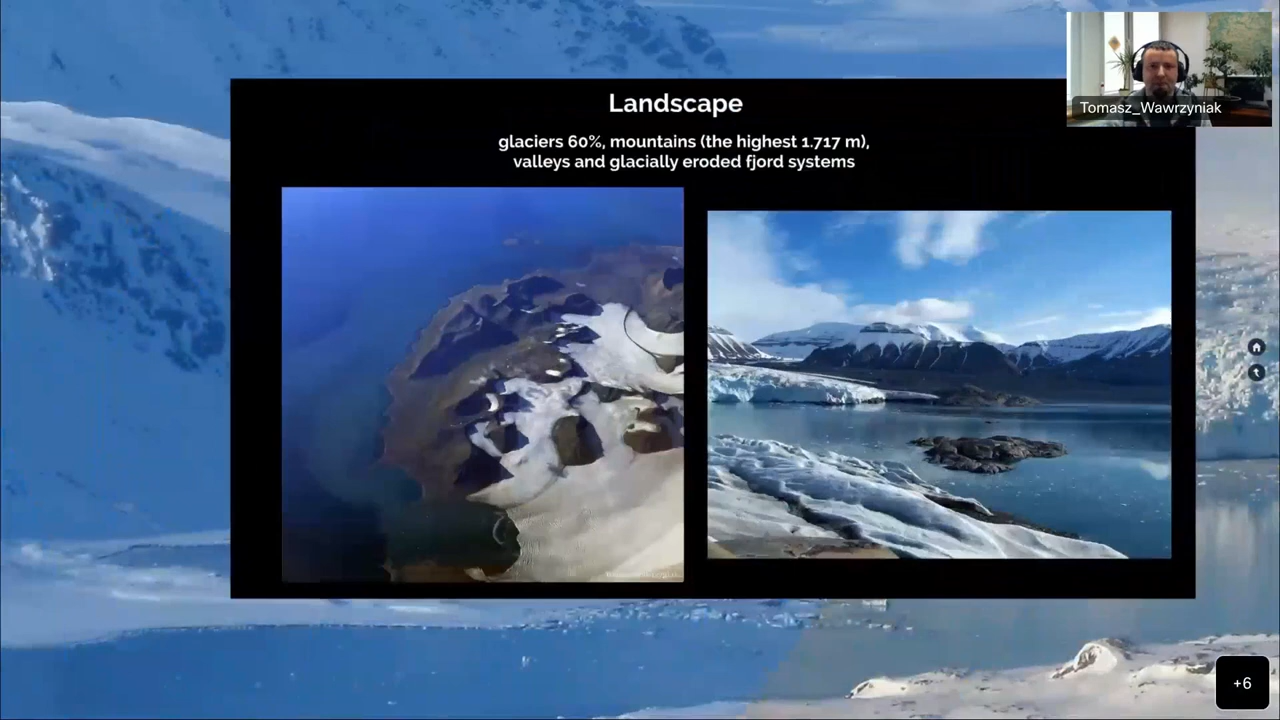 Landscape
glaciers 60%, mountains (the highest 1.717 m),
valleys and glacially eroded fjord systems
Tomasz_Wawrzyniak
+6